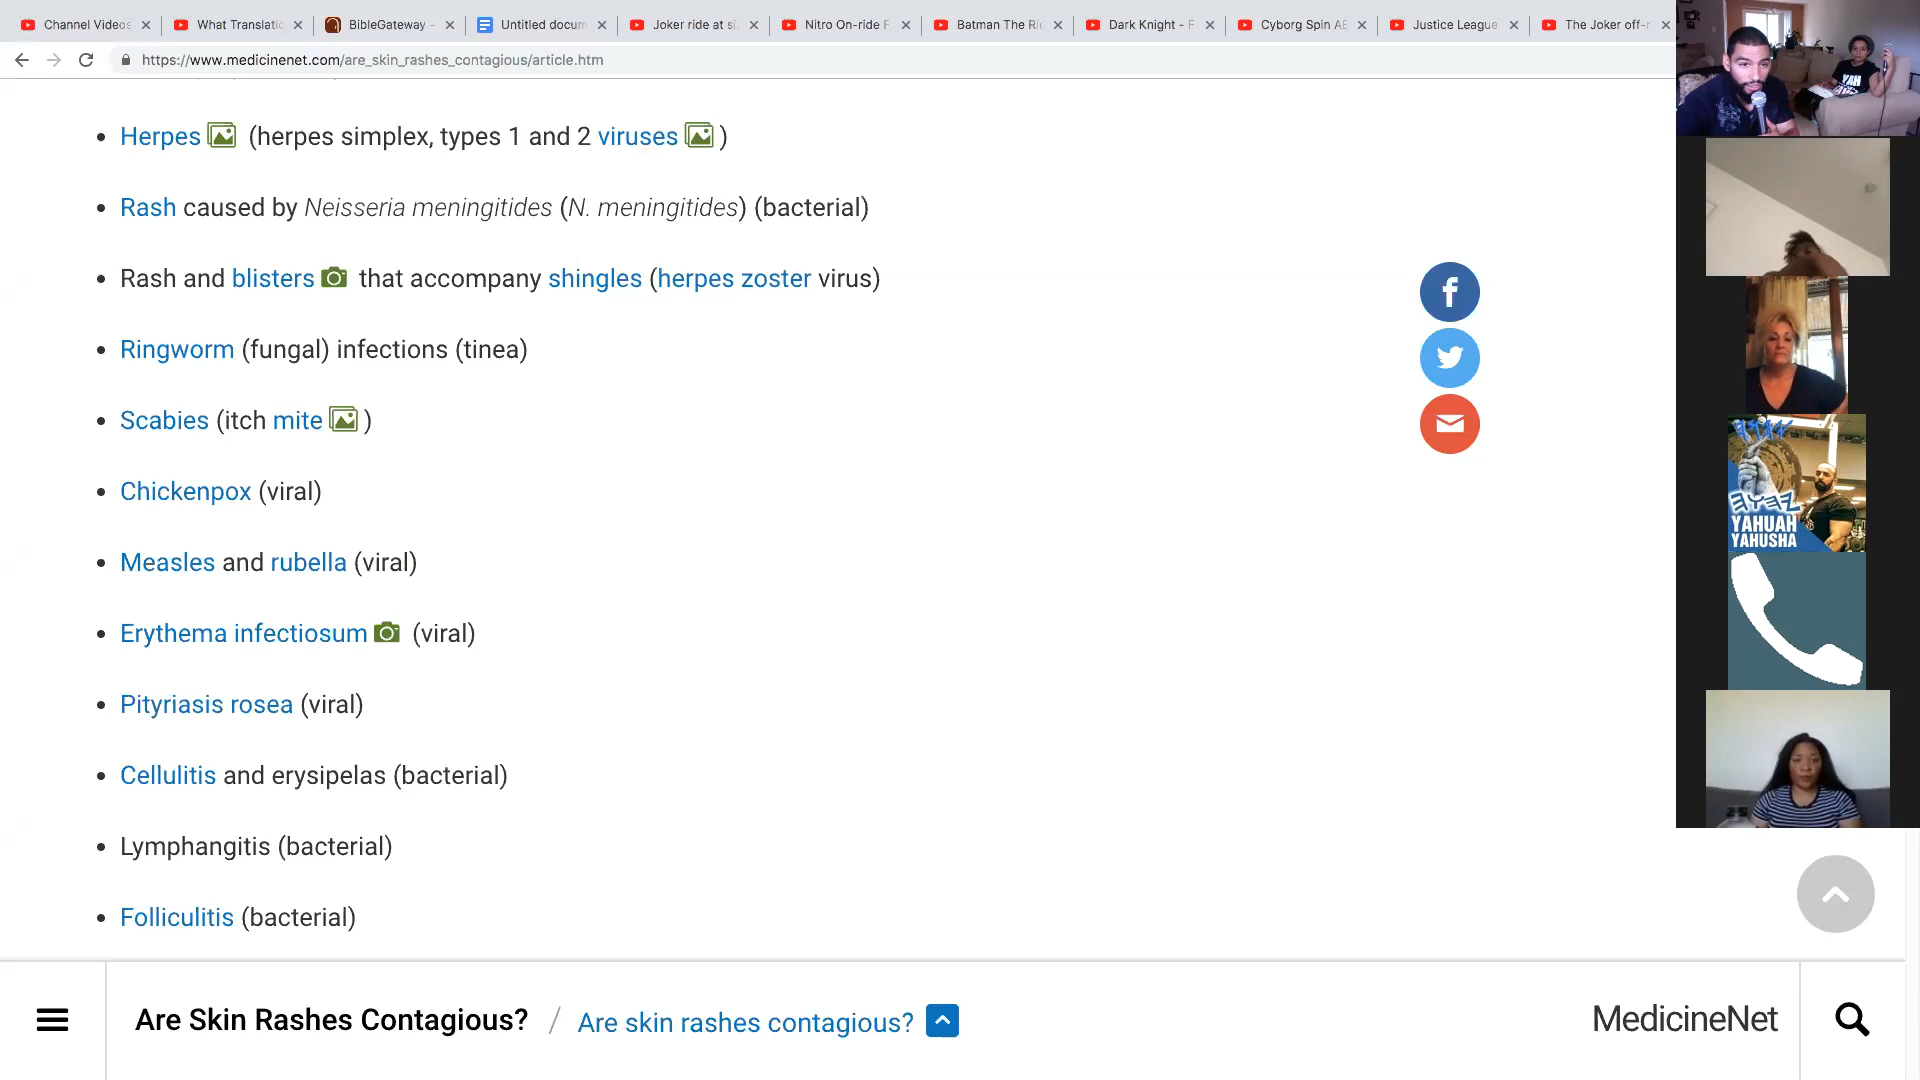 Channel Videos
What Translatio
BibleGateway -
Untitled docum
Joker ride at si
Nitro On-ride F
Batman The Ri
Dark Knight - F
Cyborg Spin AB
Justice League
The Joker off-r
https://www.medicinenet.com/are_skin_rashes_contagious/article.htm
Herpes (herpes simplex, types 1 and 2 viruses )
Rash caused by Neisseria meningitides (N. meningitides) (bacterial)
Rash and blisters that accompany shingles (herpes zoster virus)
Ringworm (fungal) infections (tinea)
Scabies (itch mite )
Chickenpox (viral)
Measles and rubella (viral)
Erythema infectiosum (viral)
Pityriasis rosea (viral)
Cellulitis and erysipelas (bacterial)
Lymphangitis (bacterial)
Folliculitis (bacterial)
YAH
YAHUAH
YAHUSHA
Are Skin Rashes Contagious? / Are skin rashes contagious?
MedicineNet